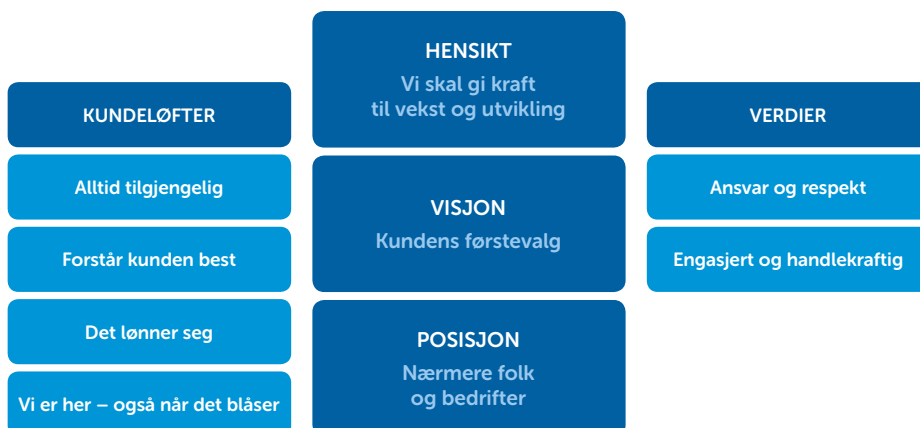 KUNDELØFTER
Alltid tilgjengelig
Forstår kunden best
Det lønner seg
Vi er her – også når det blåser
HENSIKT
Vi skal gi kraft
til vekst og utvikling
VISJON
Kundens førstevalg
POSISJON
Nærmere folk
og bedrifter
VERDIER
Ansvar og respekt
Engasjert og handlekraftig